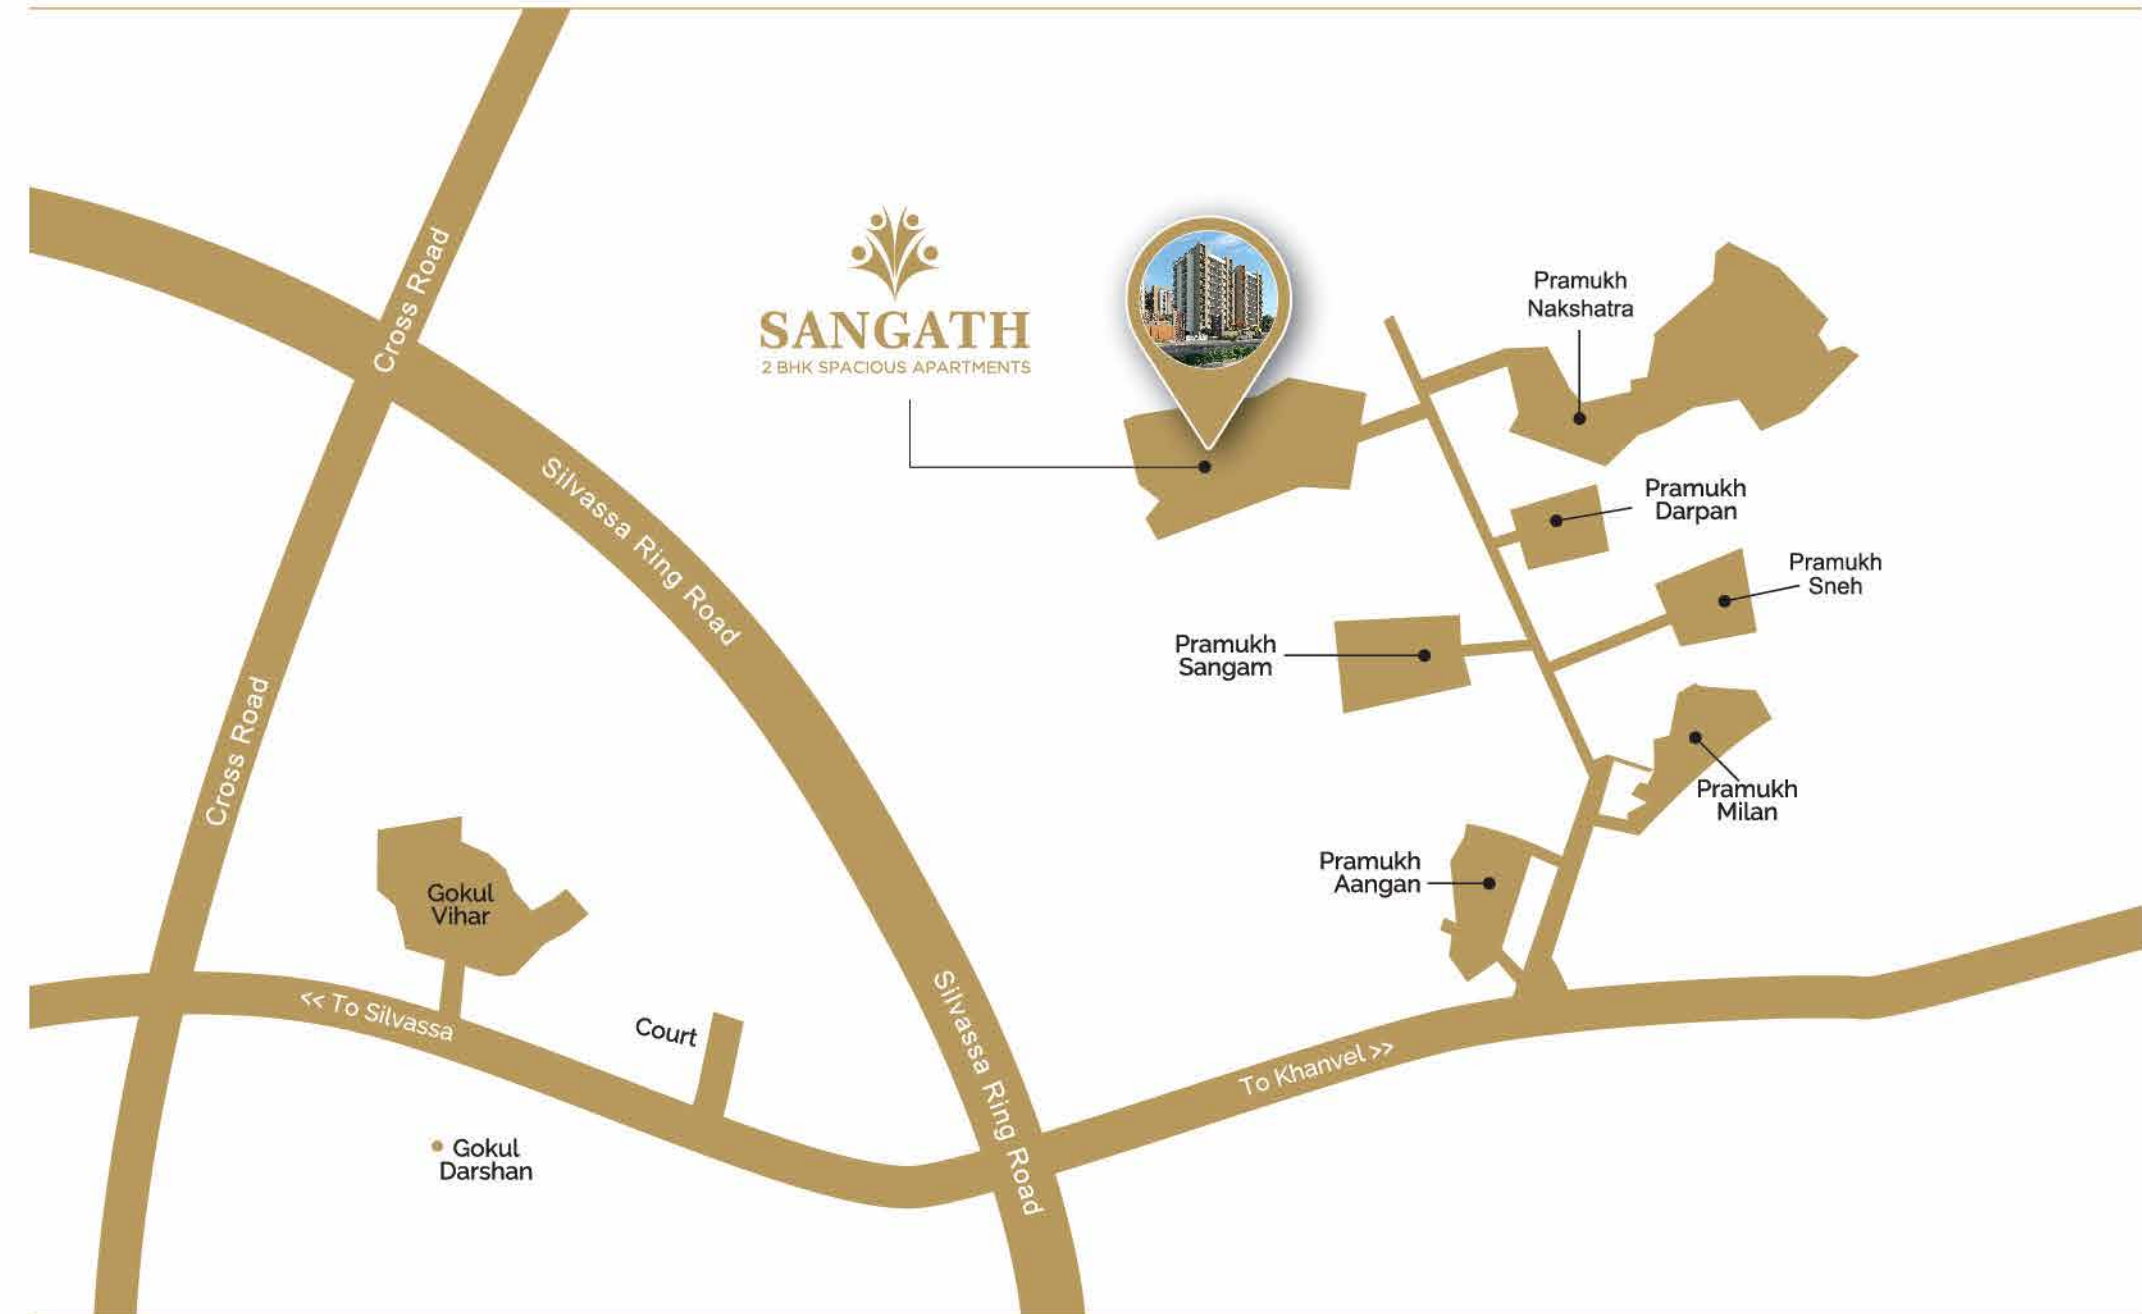 Cross Road
SANGATH
2 BHK SPACIOUS APARTMENTS
Pramukh
Nakshatra
Silvassa Ring Road
Pramukh
Darpan
Pramukh
Sneh
Pramukh
Sangam
Cross Road
Pramukh
Milan
Pramukh
Aangan
Gokul
Vihar
<< To Silvassa
Court
Silvassa Ring Road
To Khanvel >>
Gokul
Darshan